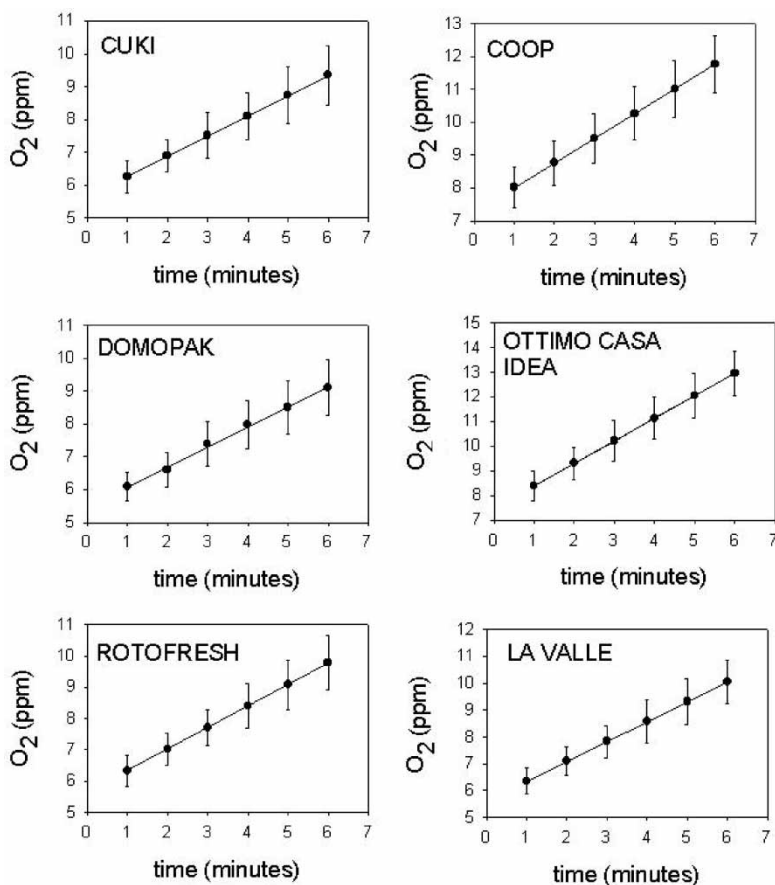 CUKI
O2 (ppm)
11
10
9
8
7
6
5
0 1 2 3 4 5 6 7
time (minutes)
COOP
O2 (ppm)
13
12
11
10
9
8
7
0 1 2 3 4 5 6 7
time (minutes)
DOMOPAK
O2 (ppm)
11
10
9
8
7
6
5
0 1 2 3 4 5 6 7
time (minutes)
OTTIMO CASA
IDEA
O2 (ppm)
15
14
13
12
11
10
9
8
7
0 1 2 3 4 5 6 7
time (minutes)
ROTOFRESH
O2 (ppm)
11
10
9
8
7
6
5
0 1 2 3 4 5 6 7
time (minutes)
LA VALLE
O2 (ppm)
12
11
10
9
8
7
6
5
0 1 2 3 4 5 6 7
time (minutes)